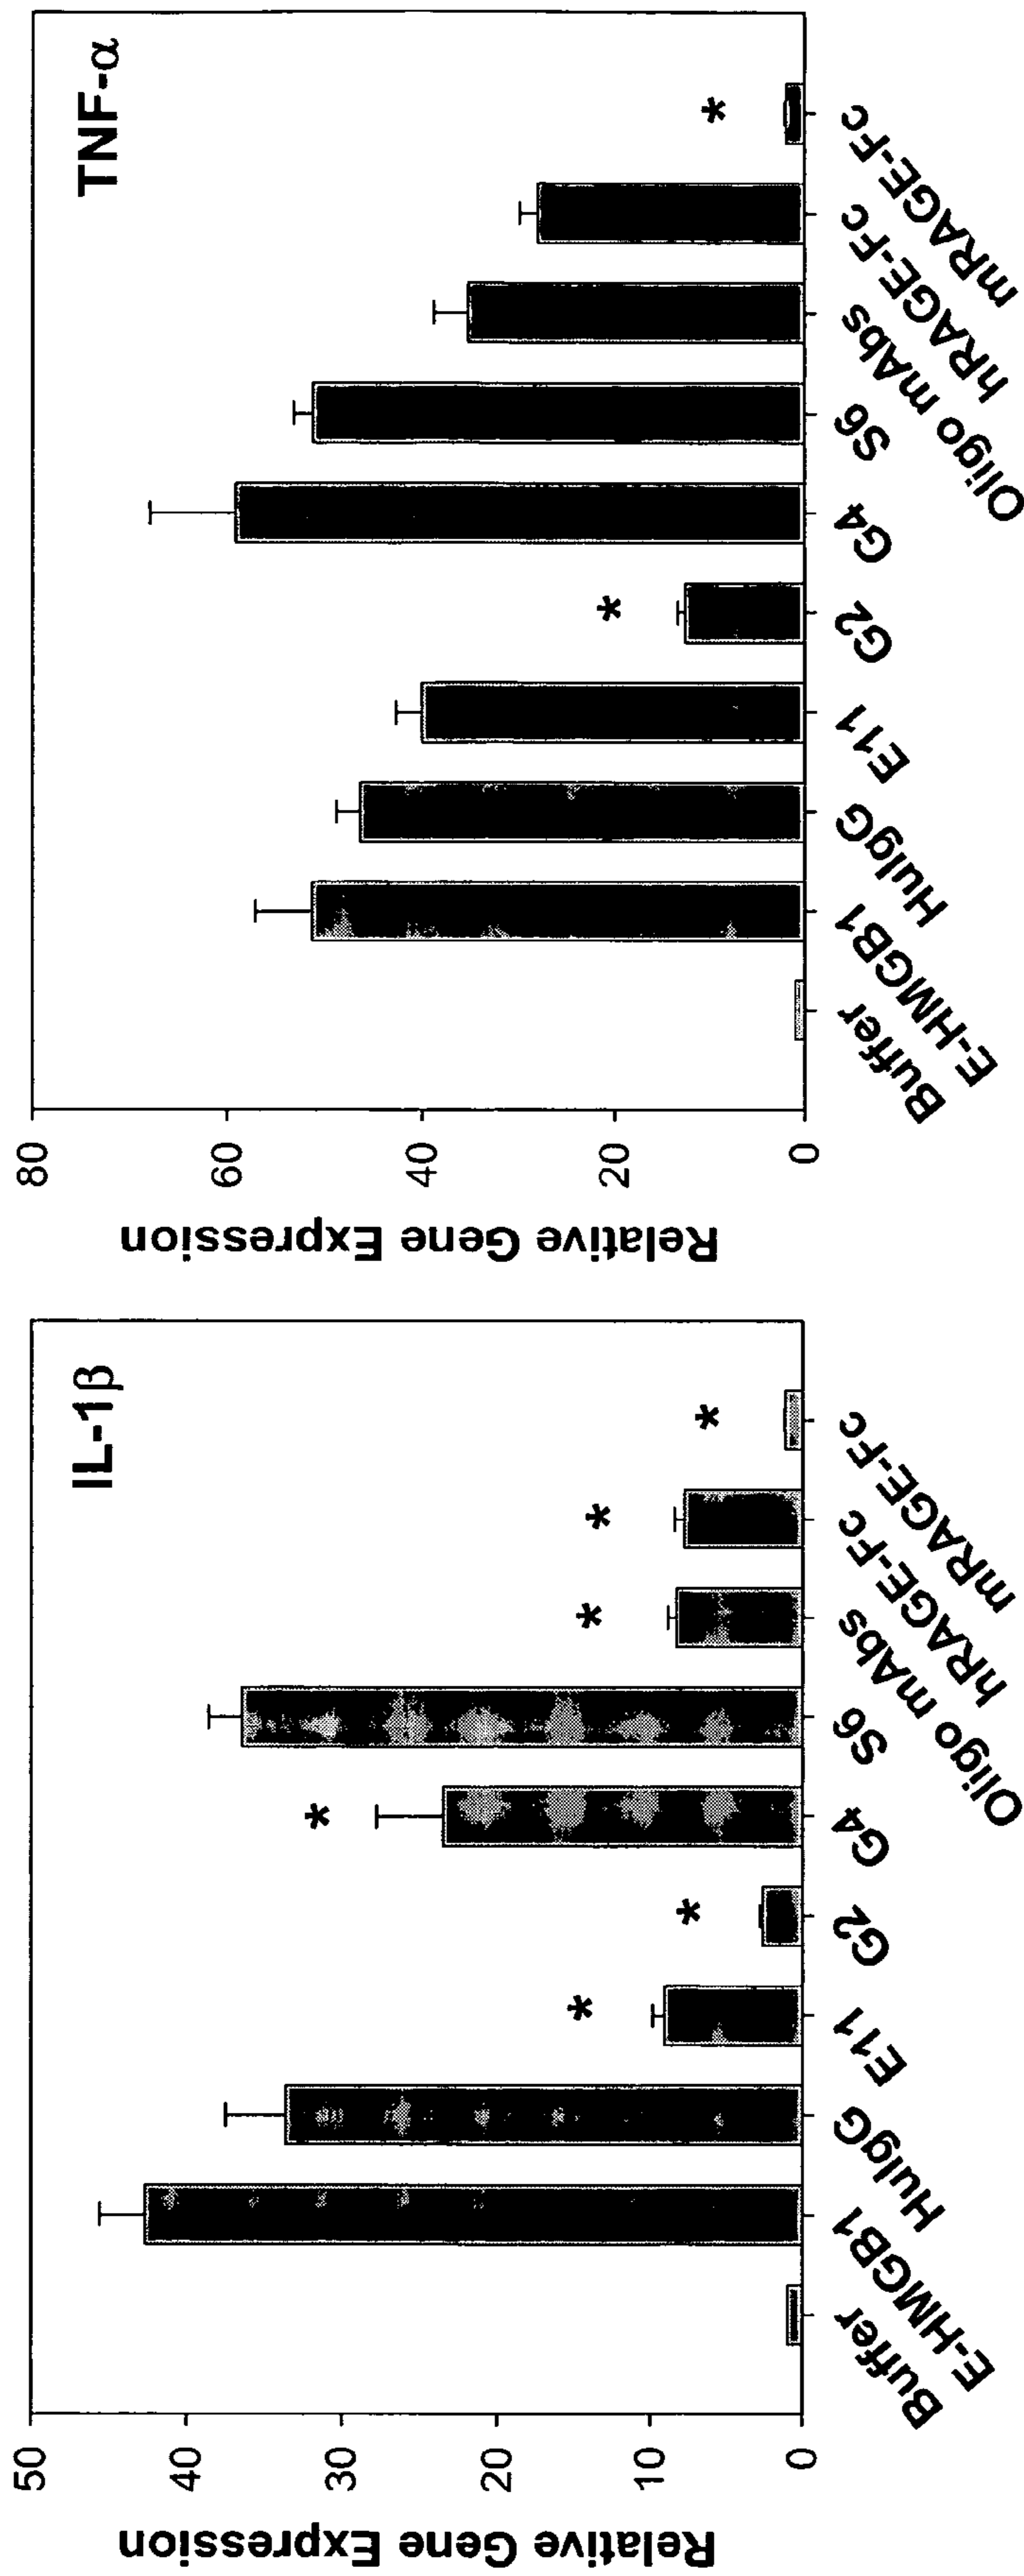 IL-1β
Relative Gene Expression
50
40
30
20
10
0
Buffer
E-HMGB1
HuIgG
E11
G2
G4
S6
Oligo mAbs
hRAGE-Fc
mRAGE-Fc
*
*
*
*
*
*
TNF-α
Relative Gene Expression
80
60
40
20
0
Buffer
E-HMGB1
HuIgG
E11
G2
G4
S6
Oligo mAbs
hRAGE-Fc
mRAGE-Fc
*
*